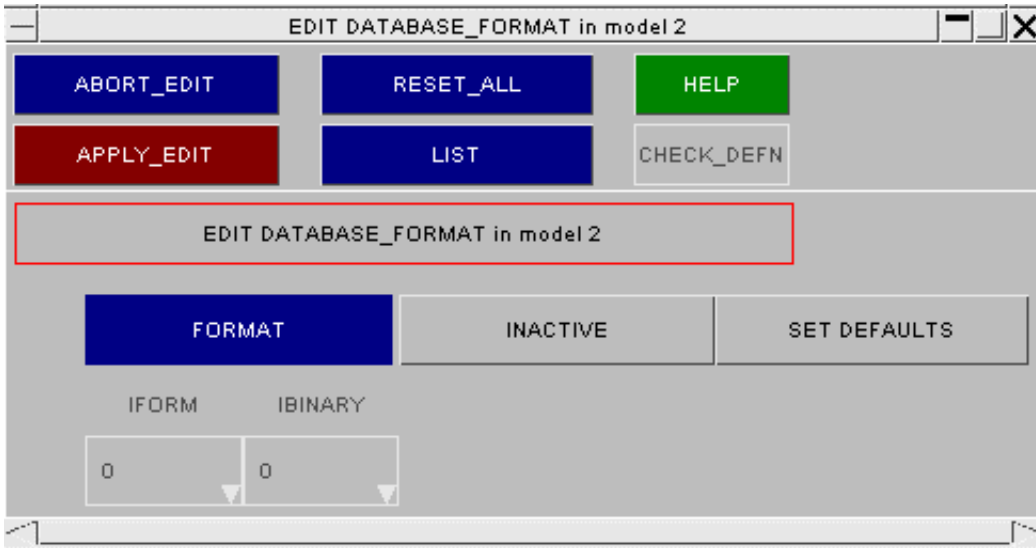 EDIT DATABASE_FORMAT in model 2
ABORT_EDIT RESET_ALL HELP
APPLY_EDIT LIST CHECK_DEFN
EDIT DATABASE_FORMAT in model 2
FORMAT INACTIVE SET DEFAULTS
IFORM IBINARY
0 0